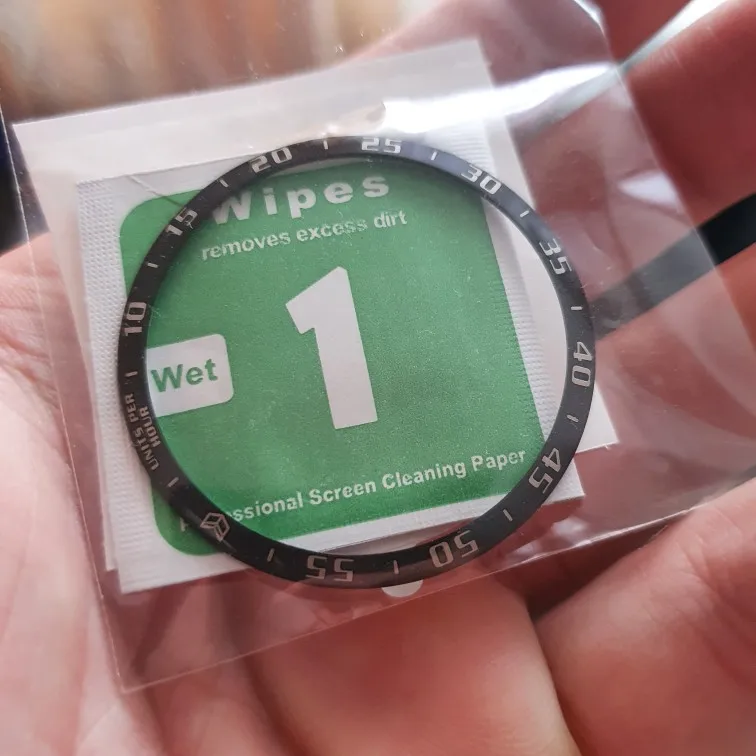 Wipes
removes excess dirt
1
Wet
Professional Screen Cleaning Paper
UNITS PER
HOUR
10
15
20
25
30
35
40
45
50
55